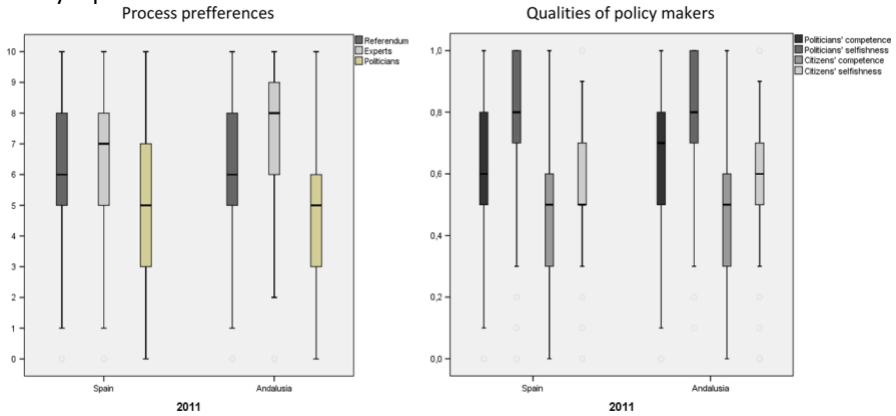 Process prefferences
Referendum
Experts
Politicians
10
9
8
7
6
5
4
3
2
1
0
Spain
Andalusia
2011
Qualities of policy makers
Politicians' competence
Politicians' selfishness
Citizens' competence
Citizens' selfishness
1,0
0,8
0,6
0,4
0,2
0,0
Spain
Andalusia
2011